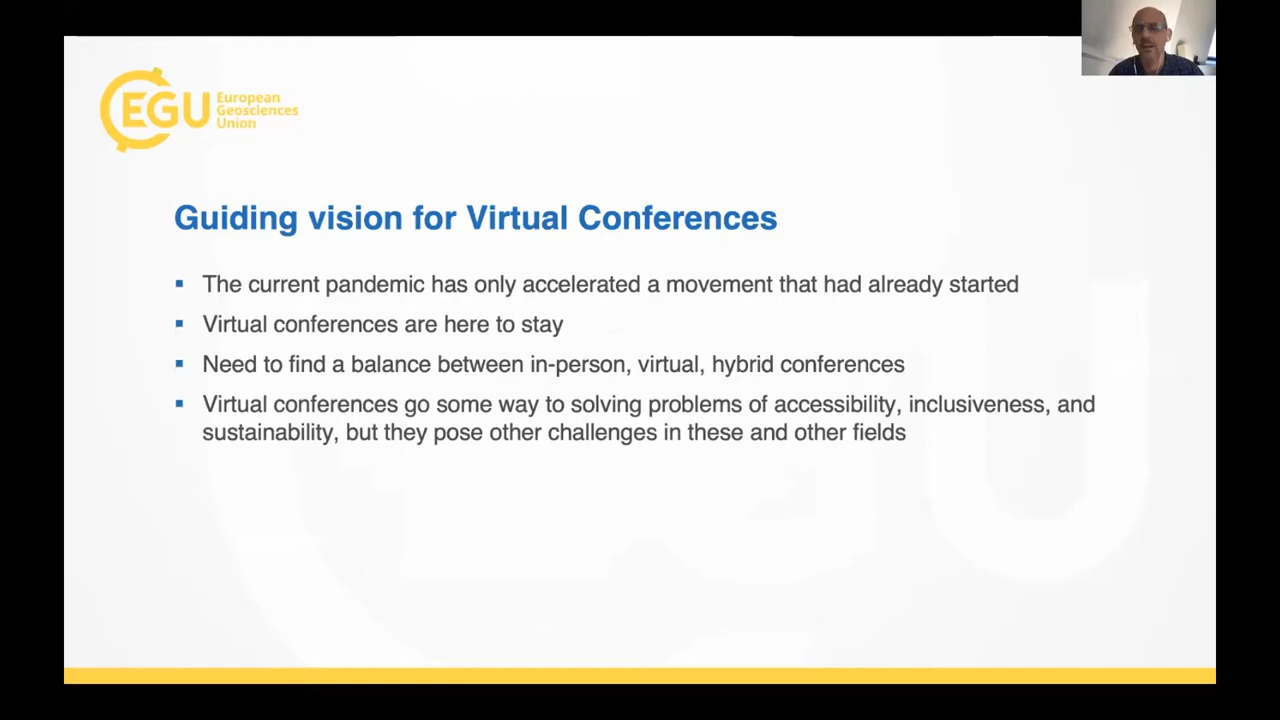 EGU
European
Geosciences
Union
Guiding vision for Virtual Conferences
▪ The current pandemic has only accelerated a movement that had already started
▪ Virtual conferences are here to stay
▪ Need to find a balance between in-person, virtual, hybrid conferences
▪ Virtual conferences go some way to solving problems of accessibility, inclusiveness, and
sustainability, but they pose other challenges in these and other fields